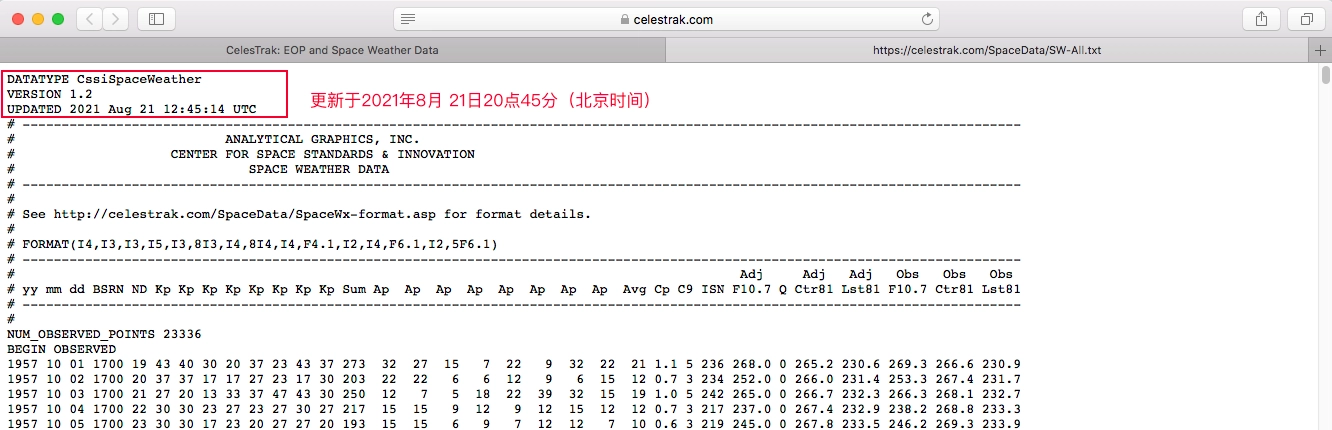 celestrak.com
CelesTrak: EOP and Space Weather Data
https://celestrak.com/SpaceData/SW-All.txt
DATATYPE CssiSpaceWeather
VERSION 1.2
UPDATED 2021 Aug 21 12:45:14 UTC
更新于2021年8月 21日20点45分（北京时间）
# -----------------------------------------------------------------------------------------------------------------------------------
# ANALYTICAL GRAPHICS, INC.
# CENTER FOR SPACE STANDARDS & INNOVATION
# SPACE WEATHER DATA
# -----------------------------------------------------------------------------------------------------------------------------------
#
# See http://celestrak.com/SpaceData/SpaceWx-format.asp for format details.
#
# FORMAT(I4,I3,I3,I5,I3,8I3,I4,8I4,I4,F4.1,I2,I4,F6.1,I2,5F6.1)
# -----------------------------------------------------------------------------------------------------------------------------------
# Adj Adj Adj Obs Obs Obs
# yy mm dd BSRN ND Kp Kp Kp Kp Kp Kp Kp Kp Sum Ap Ap Ap Ap Ap Ap Ap Ap Avg Cp C9 ISN F10.7 Q Ctr81 Lst81 F10.7 Ctr81 Lst81
# -----------------------------------------------------------------------------------------------------------------------------------
#
NUM_OBSERVED_POINTS 23336
BEGIN OBSERVED
1957 10 01 1700 19 43 40 30 20 37 23 43 37 273 32 27 15 7 22 9 32 22 21 1.1 5 236 268.0 0 265.2 230.6 269.3 266.6 230.9
1957 10 02 1700 20 37 37 17 17 27 23 17 30 203 22 22 6 6 12 9 6 15 12 0.7 3 234 252.0 0 266.0 231.4 253.3 267.4 231.7
1957 10 03 1700 21 27 20 13 33 37 47 43 30 250 12 7 5 18 22 39 32 15 19 1.0 5 242 265.0 0 266.7 232.3 266.3 268.1 232.7
1957 10 04 1700 22 30 30 23 27 23 27 30 27 217 15 15 9 12 9 12 15 12 12 0.7 3 217 237.0 0 267.4 232.9 238.2 268.8 233.3
1957 10 05 1700 23 30 30 17 23 20 27 27 20 193 15 15 6 9 7 12 12 7 10 0.6 3 219 245.0 0 267.8 233.5 246.2 269.3 233.9